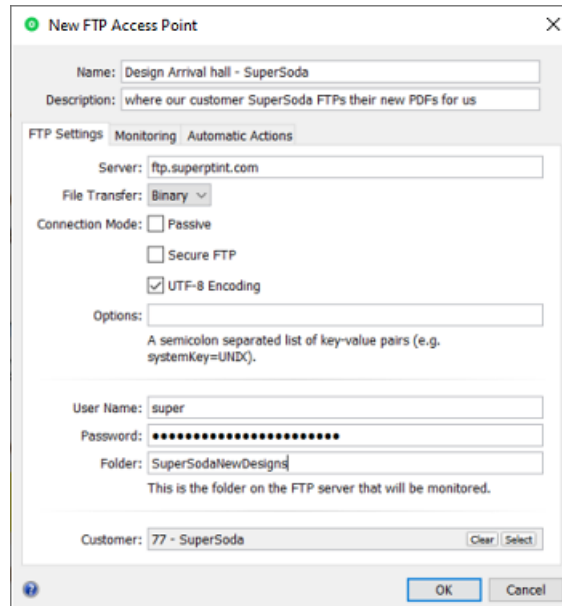 New FTP Access Point
Name: Design Arrival hall - SuperSoda
Description: where our customer SuperSoda FTPs their new PDFs for us
FTP Settings Monitoring Automatic Actions
Server: ftp.superptint.com
File Transfer: Binary
Connection Mode: Passive
Secure FTP
UTF-8 Encoding
Options:
A semicolon separated list of key-value pairs (e.g.
systemKey=UNIX).
User Name: super
Password: ●●●●●●●●●●●●●●●●●●●●●●●
Folder: SuperSodaNewDesigns
This is the folder on the FTP server that will be monitored.
Customer: 77 - SuperSoda Clear Select
? OK Cancel